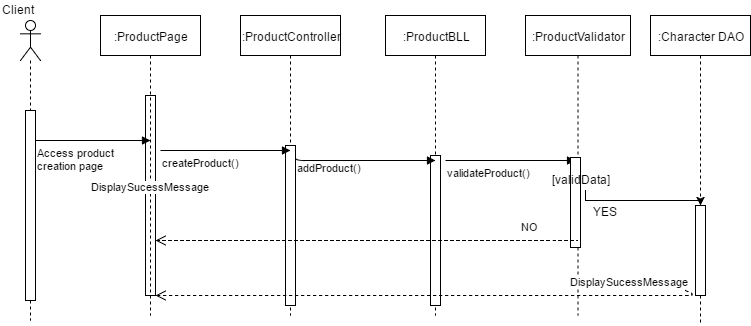 Client
:ProductPage
:ProductController
:ProductBLL
:ProductValidator
:Character DAO
Access product
creation page
createProduct()
addProduct()
validateProduct()
[validData]
DisplaySucessMessage
YES
NO
DisplaySucessMessage